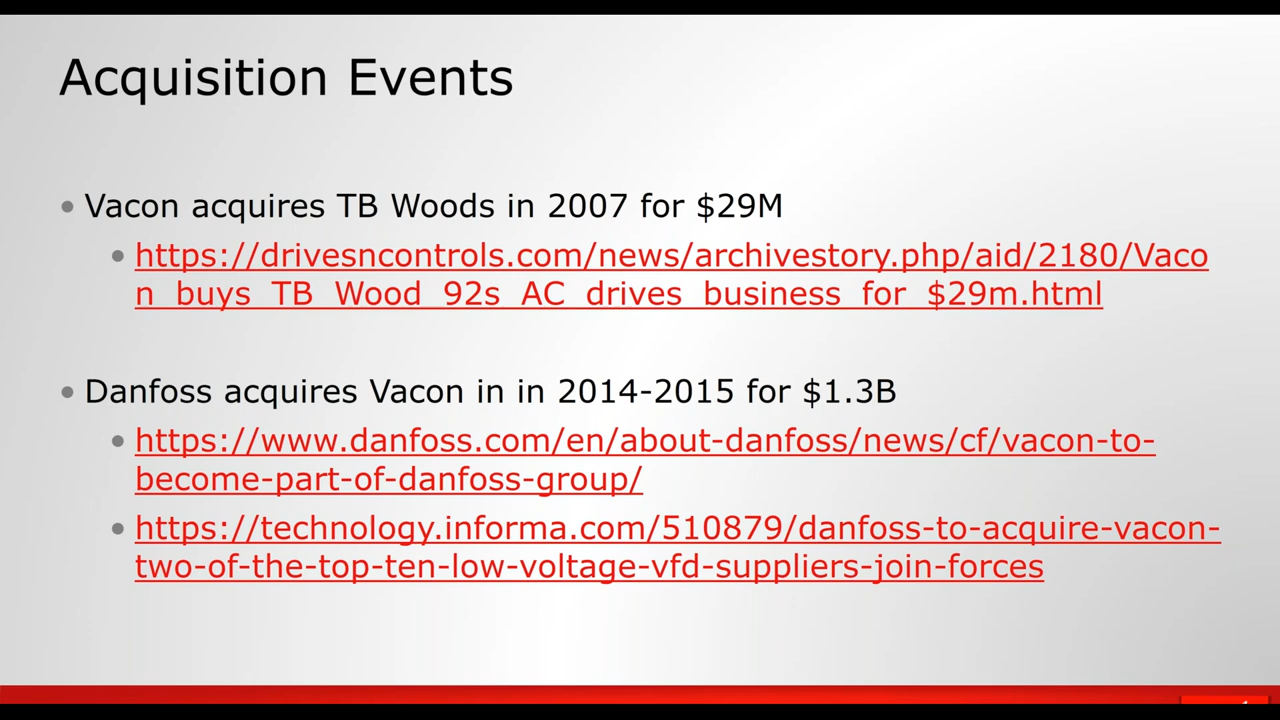 Acquisition Events
• Vacon acquires TB Woods in 2007 for $29M
• https://drivesncontrols.com/news/archivestory.php/aid/2180/Vaco
n_buys_TB_Wood_92s_AC_drives_business_for_$29m.html
• Danfoss acquires Vacon in in 2014-2015 for $1.3B
• https://www.danfoss.com/en/about-danfoss/news/cf/vacon-to-
become-part-of-danfoss-group/
• https://technology.informa.com/510879/danfoss-to-acquire-vacon-
two-of-the-top-ten-low-voltage-vfd-suppliers-join-forces